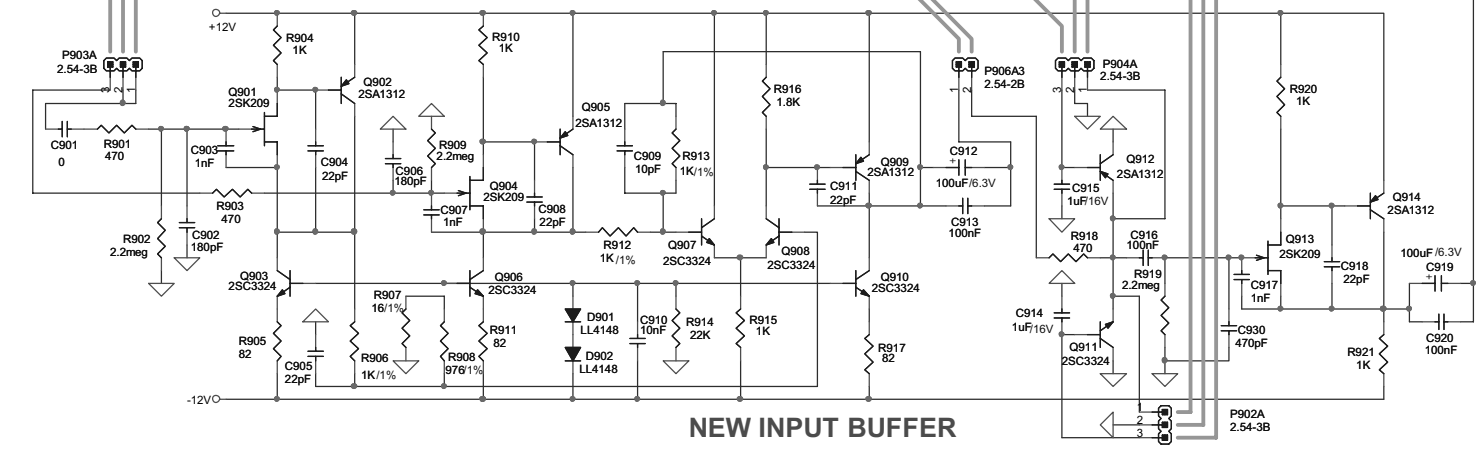 +12V
P903A
2.54-3B
3
2
1
R904
1K
Q902
2SA1312
Q901
2SK209
C901
0
R901
470
C903
1nF
C904
22pF
R903
470
R902
2.2meg
C902
180pF
Q903
2SC3324
R905
82
C905
22pF
R906
1K/1%
R910
1K
R909
2.2meg
C906
180pF
Q904
2SK209
C907
1nF
C908
22pF
Q905
2SA1312
Q906
2SC3324
R907
16/1%
R908
976/1%
R911
82
R912
1K/1%
C909
10pF
R913
1K/1%
Q907
2SC3324
D901
LL4148
D902
LL4148
C910
10nF
R914
22K
R915
1K
R916
1.8K
Q908
2SC3324
Q909
2SA1312
C911
22pF
Q910
2SC3324
R917
82
P906A3
2.54-2B
1
2
C912
+
100uF/6.3V
C913
100nF
P904A
2.54-3B
3
2
1
Q912
2SA1312
C915
1uF/16V
R918
470
C916
100nF
R919
2.2meg
C914
1uF/16V
Q911
2SC3324
C930
470pF
C917
1nF
Q913
2SK209
R920
1K
C918
22pF
Q914
2SA1312
R921
1K
100uF/6.3V
C919
+
C920
100nF
-12V
NEW INPUT BUFFER
1
2
3
P902A
2.54-3B